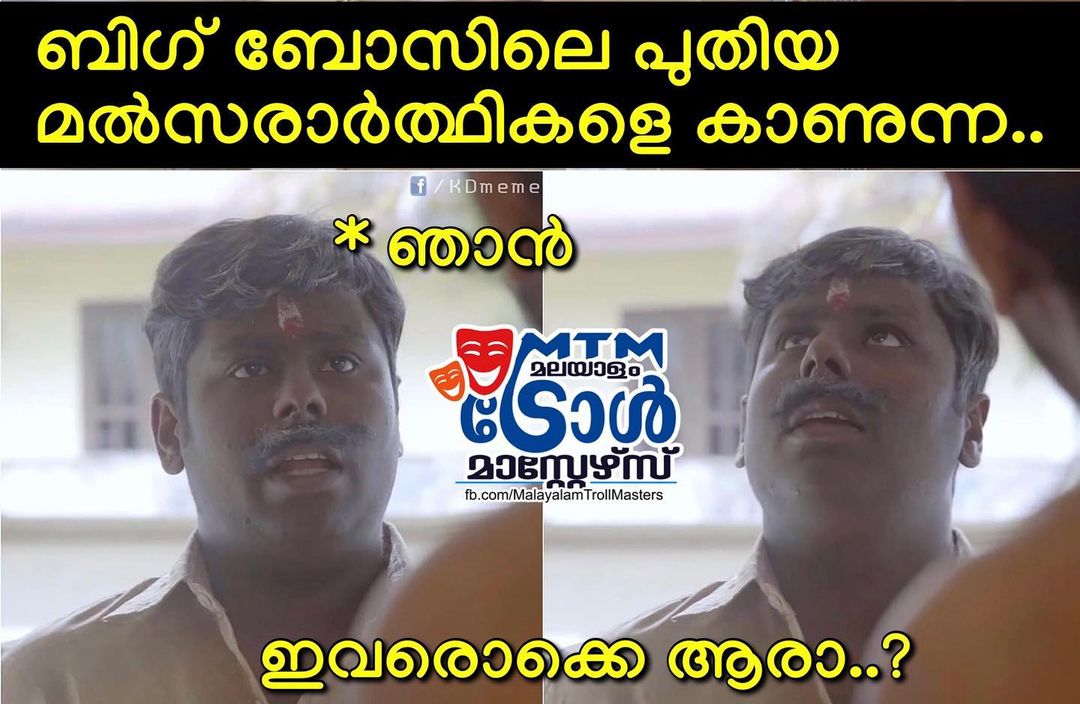 ബിഗ് ബോസിലെ പുതിയ
മൽസരാർത്ഥികളെ കാണുന്ന..
f/KDmeme
* ഞാൻ
MTM
മലയാളം
ട്രോൾ
മാസ്റ്റേഴ്സ്
fb.com/MalayalamTrollMasters
ഇവരൊക്കെ ആരാ..?